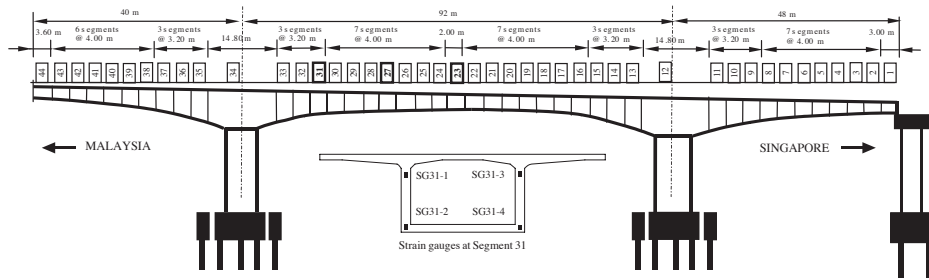 40 m 92 m 48 m
3.60 m 6 segments @ 4.00 m 3 segments @ 3.20 m 14.80 m 3 segments @ 3.20 m 7 segments @ 4.00 m 2.00 m 7 segments @ 4.00 m 3 segments @ 3.20 m 14.80 m 3 segments @ 3.20 m 7 segments @ 4.00 m 3.00 m
44 43 42 41 40 39 38 37 36 35 34 33 32 31 30 29 28 27 26 25 24 23 22 21 20 19 18 17 16 15 14 13 12 11 10 9 8 7 6 5 4 3 2 1
MALAYSIA SINGAPORE
SG31-1 SG31-3
SG31-2 SG31-4
Strain gauges at Segment 31